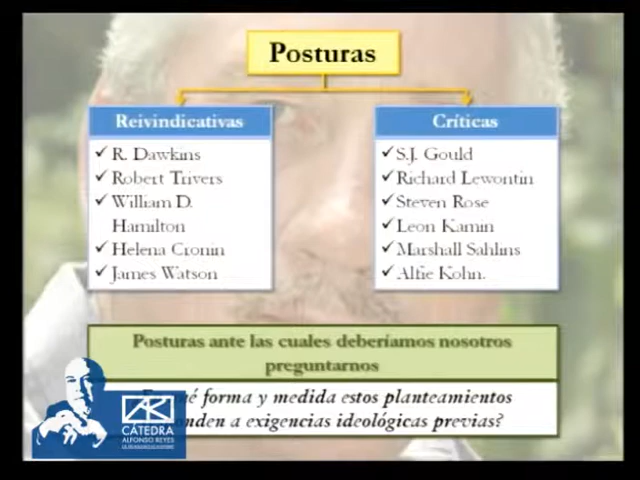 Posturas
Reivindicativas
✓ R. Dawkins
✓ Robert Trivers
✓ William D.
Hamilton
✓ Helena Cronin
✓ James Watson
Críticas
✓ S.J. Gould
✓ Richard Lewontin
✓ Steven Rose
✓ Leon Kamin
✓ Marshall Sahlins
✓ Alfie Kohn.
Posturas ante las cuales deberíamos nosotros
preguntarnos
forma y medida estos planteamientos
a exigencias ideológicas previas?
CÁTEDRA
ALFONSO REYES